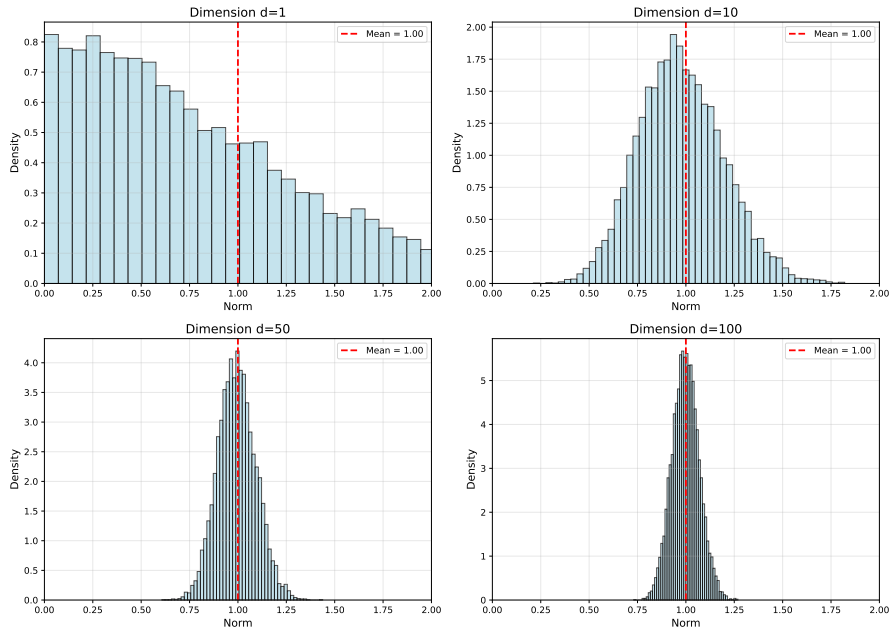 Dimension d=1
Mean = 1.00
0.8
0.7
0.6
0.5
0.4
0.3
0.2
0.1
0.0
Density
0.00 0.25 0.50 0.75 1.00 1.25 1.50 1.75 2.00
Norm
Dimension d=10
Mean = 1.00
2.00
1.75
1.50
1.25
1.00
0.75
0.50
0.25
0.00
Density
0.00 0.25 0.50 0.75 1.00 1.25 1.50 1.75 2.00
Norm
Dimension d=50
Mean = 1.00
4.0
3.5
3.0
2.5
2.0
1.5
1.0
0.5
0.0
Density
0.00 0.25 0.50 0.75 1.00 1.25 1.50 1.75 2.00
Norm
Dimension d=100
Mean = 1.00
5
4
3
2
1
0
Density
0.00 0.25 0.50 0.75 1.00 1.25 1.50 1.75 2.00
Norm